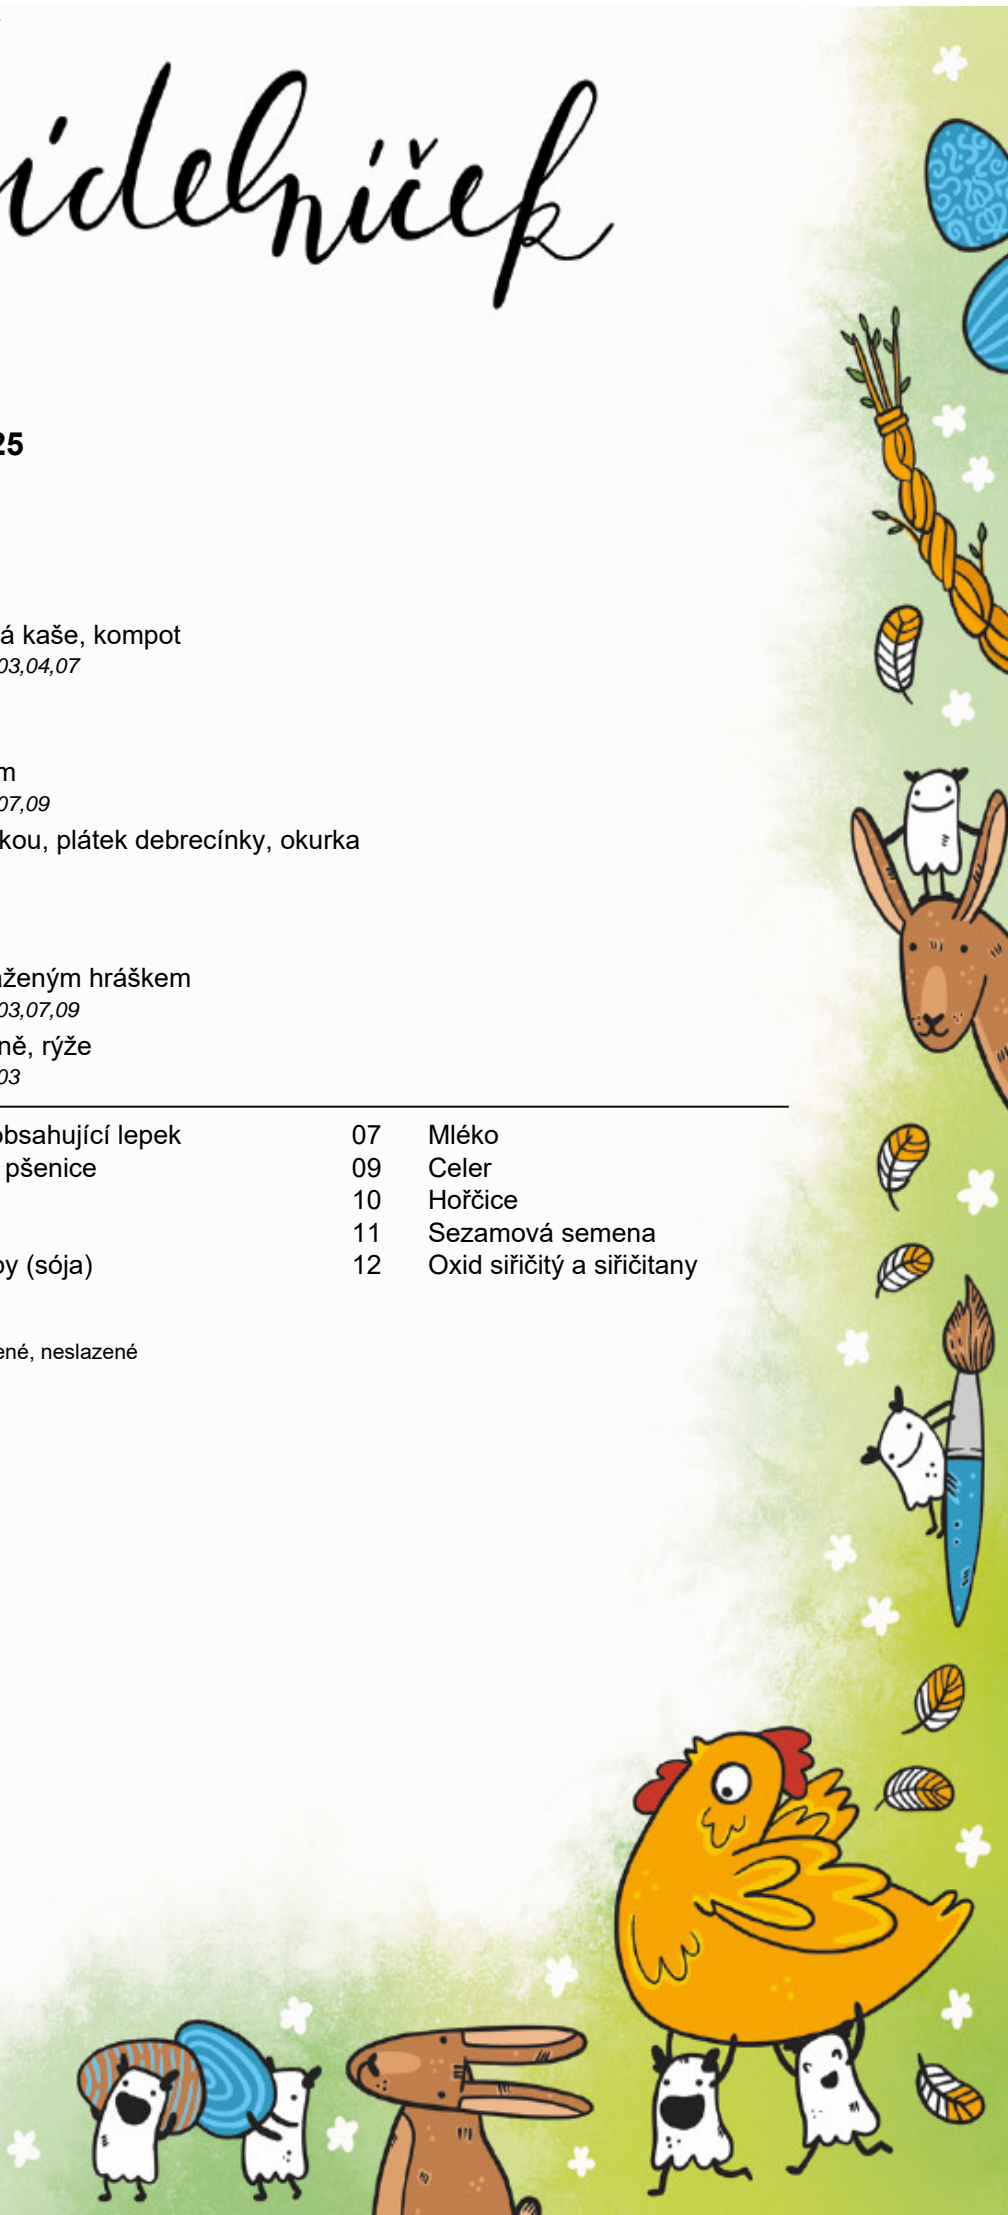 ídelníček
25
á kaše, kompot
03,04,07
m
07,09
kou, plátek debrecínky, okurka
aženým hráškem
03,07,09
ně, rýže
03
obsahující lepek 07 Mléko
pšenice 09 Celer
10 Hořčice
11 Sezamová semena
by (sója) 12 Oxid siřičitý a siřičitany
ené, neslazené